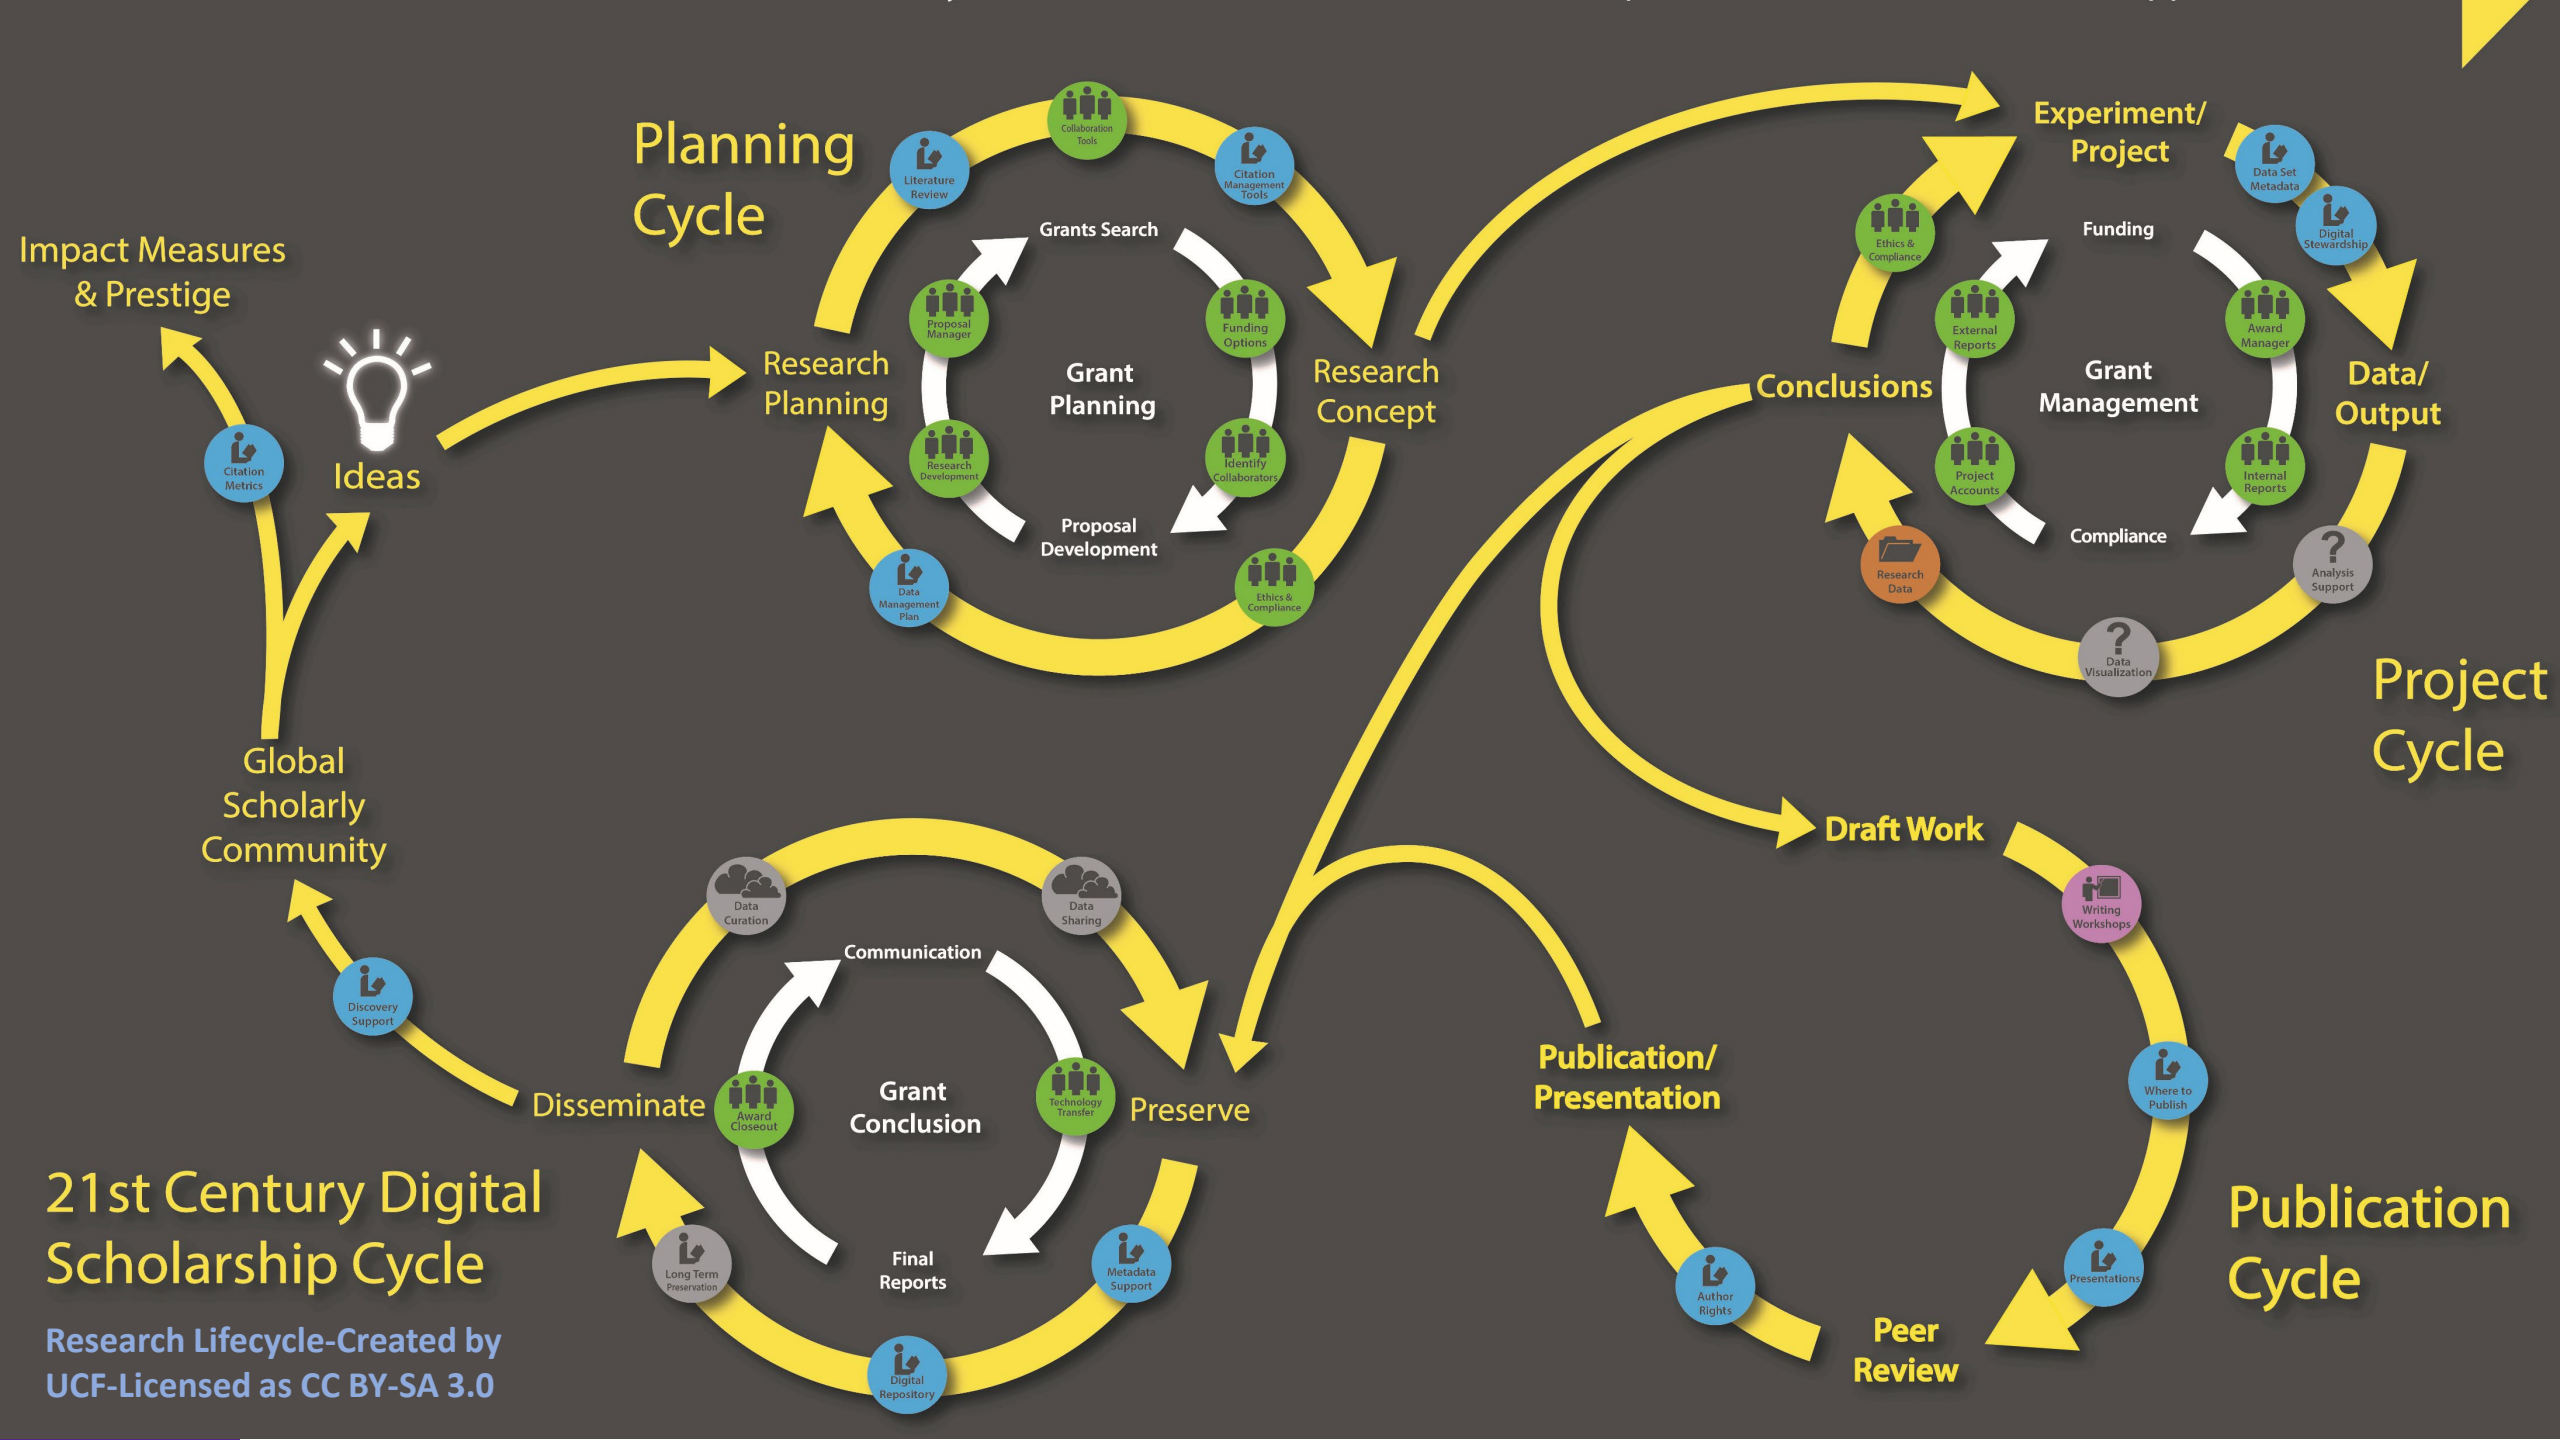 Planning
Cycle
Literature
Review
Collaboration
Tools
Citation
Management
Tools
Grants Search
Proposal
Manager
Funding
Options
Research
Planning
Grant
Planning
Research
Concept
Research
Development
Identify
Collaborators
Proposal
Development
Data
Management
Plan
Ethics &
Compliance
Experiment/
Project
Data Set
Metadata
Digital
Stewardship
Ethics &
Compliance
Funding
External
Reports
Award
Manager
Conclusions
Grant
Management
Data/
Output
Project
Accounts
Internal
Reports
Compliance
Research
Data
Analysis
Support
Data
Visualization
Project
Cycle
Impact Measures
& Prestige
Citation
Metrics
Ideas
Global
Scholarly
Community
Discovery
Support
Data
Curation
Data
Sharing
Communication
Disseminate
Award
Closeout
Grant
Conclusion
Technology
Transfer
Preserve
Final
Reports
Long Term
Preservation
Metadata
Support
Digital
Repository
Draft Work
Writing
Workshops
Where to
Publish
Publication/
Presentation
Presentations
Author
Rights
Peer
Review
Publication
Cycle
21st Century Digital
Scholarship Cycle
Research Lifecycle-Created by
UCF-Licensed as CC BY-SA 3.0